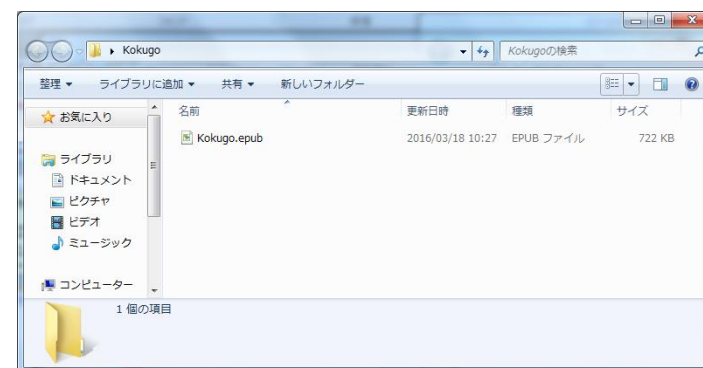 Kokugo
Kokugoの検索
整理 ライブラリに追加 共有 新しいフォルダー
お気に入り
ライブラリ
ドキュメント
ピクチャ
ビデオ
ミュージック
コンピューター
名前 更新日時 種類 サイズ
Kokugo.epub 2016/03/18 10:27 EPUB ファイル 722 KB
1 個の項目